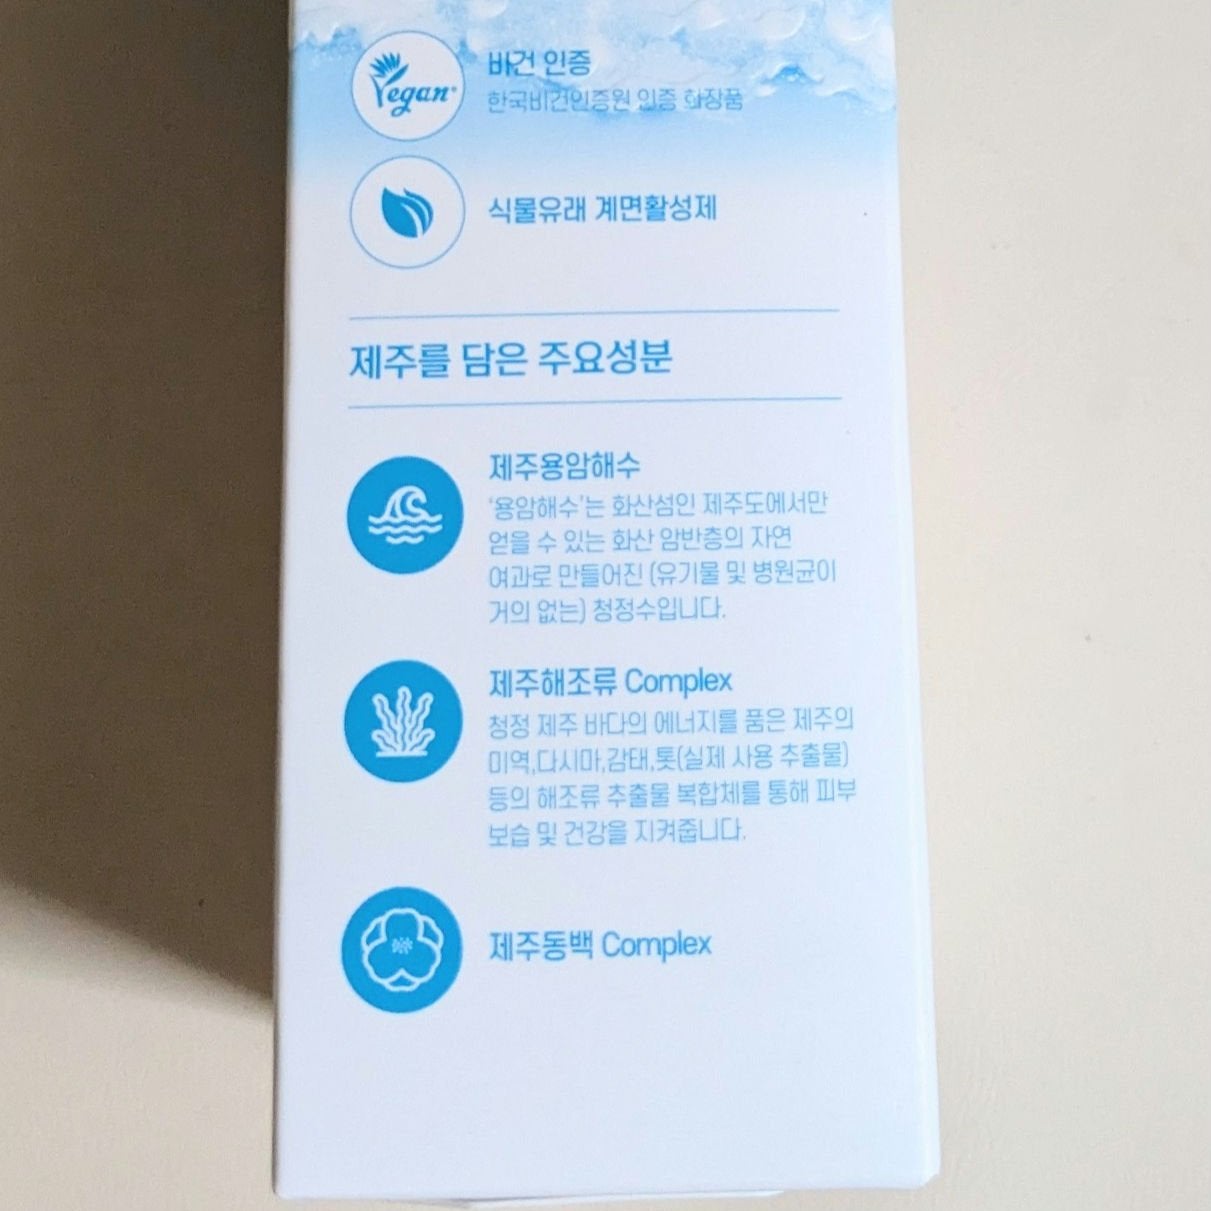 Vegan
비건 인증
한국비건인증원 인증 화장품
식물유래 계면활성제
제주를 담은 주요성분
제주용암해수
'용암해수'는 화산섬인 제주도에서만
얻을 수 있는 화산 암반층의 자연
여과로 만들어진 (유기물 및 병원균이
거의 없는) 청정수입니다.
제주해조류 Complex
청정 제주 바다의 에너지를 품은 제주의
미역,다시마,감태,톳(실제 사용 추출물)
등의 해조류 추출물 복합체를 통해 피부
보습 및 건강을 지켜줍니다.
제주동백 Complex